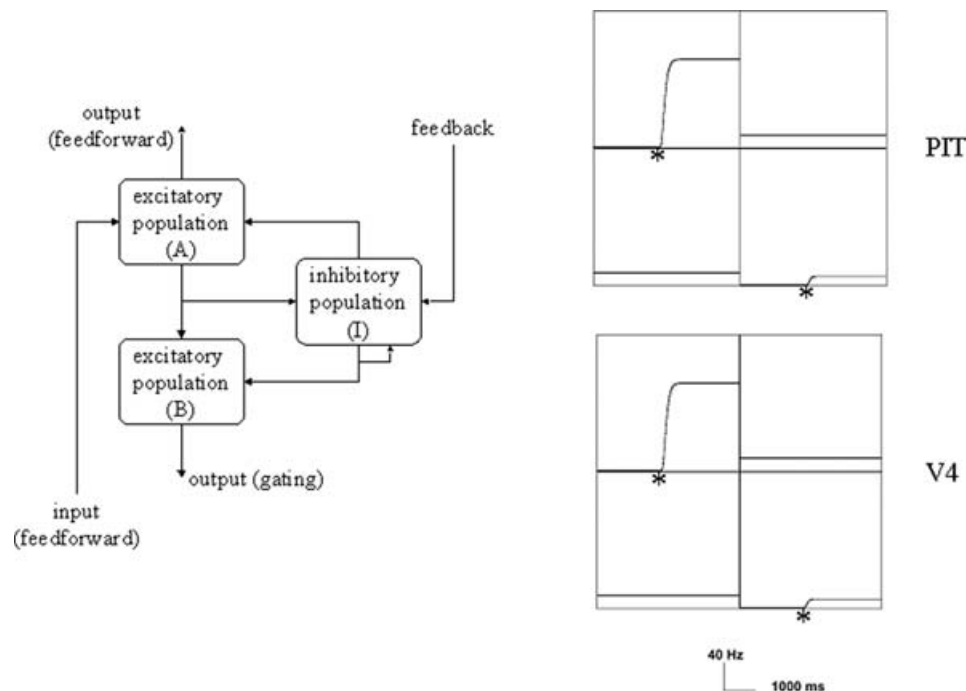 output
(feedforward)
feedback
excitatory
population
(A)
inhibitory
population
(I)
excitatory
population
(B)
output (gating)
input
(feedforward)
*
*
PIT
*
*
V4
40 Hz
1000 ms